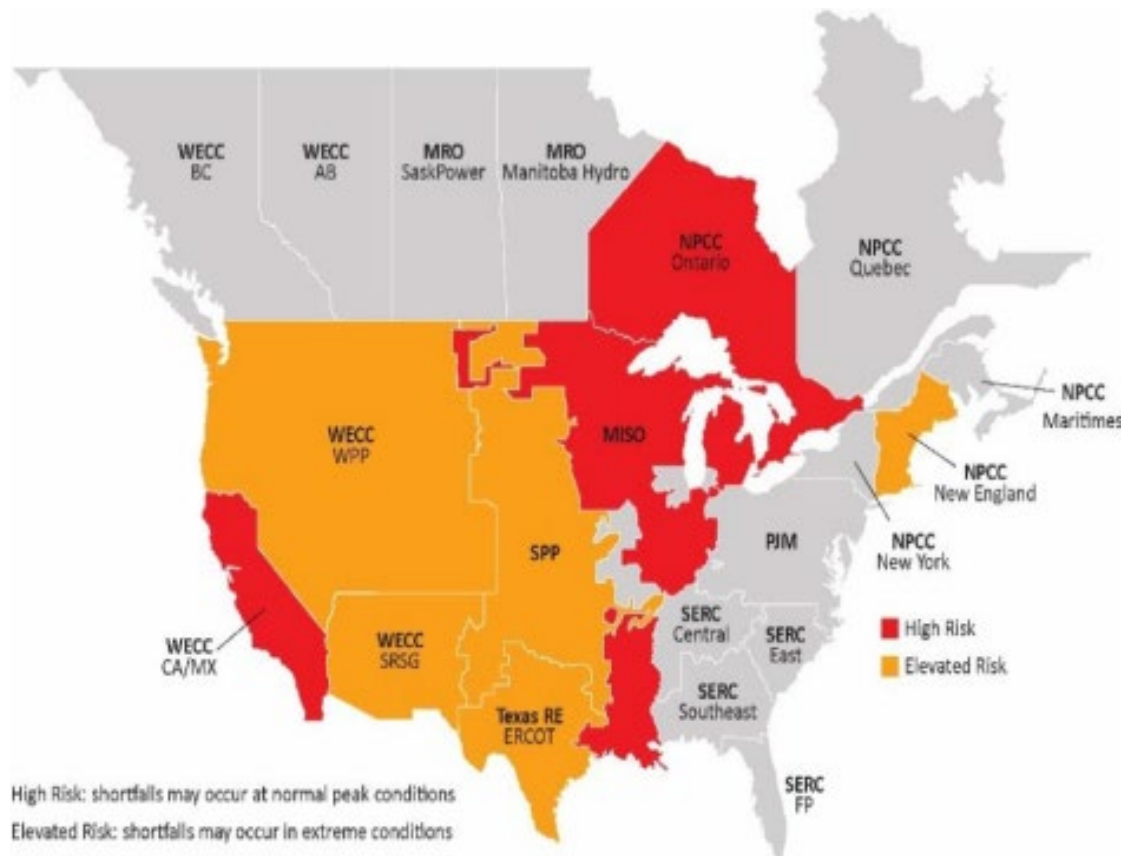 WECC
BC
WECC
AB
MRO
SaskPower
MRO
Manitoba Hydro
NPCC
Ontario
NPCC
Quebec
NPCC
Maritimes
WECC
WPP
MISO
NPCC
New England
SPP
PJM
NPCC
New York
WECC
CA/MX
WECC
SRSG
SERC
Central
SERC
East
High Risk
Elevated Risk
SERC
Southeast
Texas RE
ERCOT
SERC
FP
High Risk: shortfalls may occur at normal peak conditions
Elevated Risk: shortfalls may occur in extreme conditions